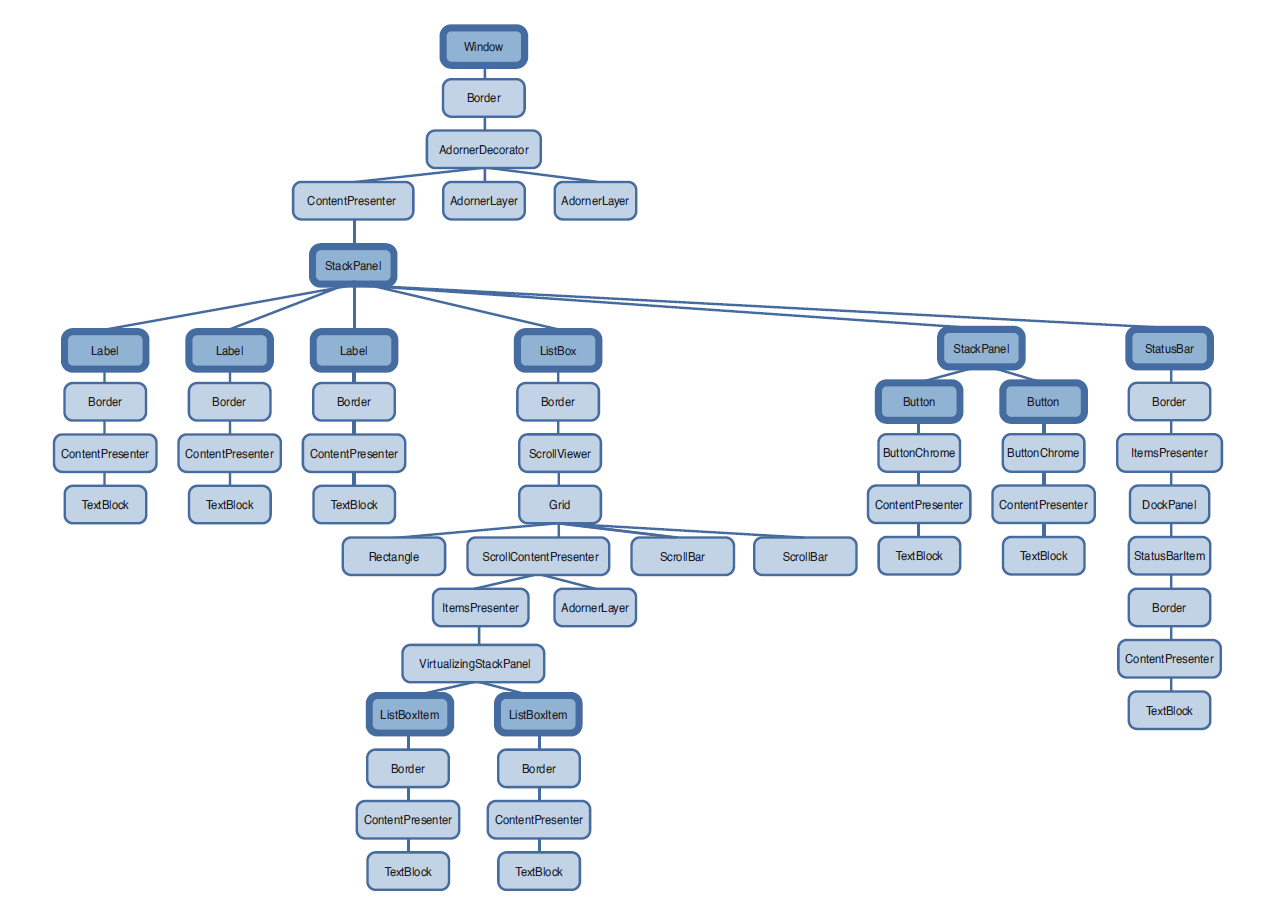 Window
Border
AdornerDecorator
ContentPresenter AdornerLayer AdornerLayer
StackPanel
Label Label Label ListBox StackPanel StatusBar
Border Border Border Border Button Button Border
ContentPresenter ContentPresenter ContentPresenter ScrollViewer ButtonChrome ButtonChrome ItemsPresenter
TextBlock TextBlock TextBlock Grid ContentPresenter ContentPresenter DockPanel
Rectangle ScrollContentPresenter ScrollBar ScrollBar TextBlock TextBlock StatusBarItem
ItemsPresenter AdornerLayer Border
VirtualizingStackPanel ContentPresenter
ListBoxItem ListBoxItem TextBlock
Border Border
ContentPresenter ContentPresenter
TextBlock TextBlock